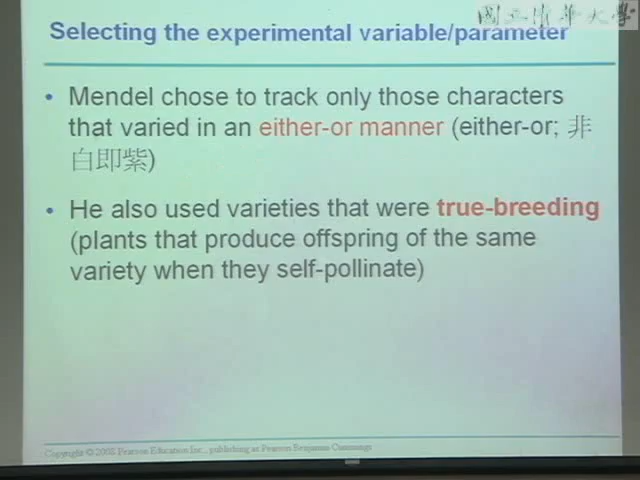 國立清華大學
Selecting the experimental variable/parameter
• Mendel chose to track only those characters
that varied in an either-or manner (either-or; 非
白即紫)
• He also used varieties that were true-breeding
(plants that produce offspring of the same
variety when they self-pollinate)
Copyright © 2008 Pearson Education Inc., publishing as Pearson Benjamin Cummings